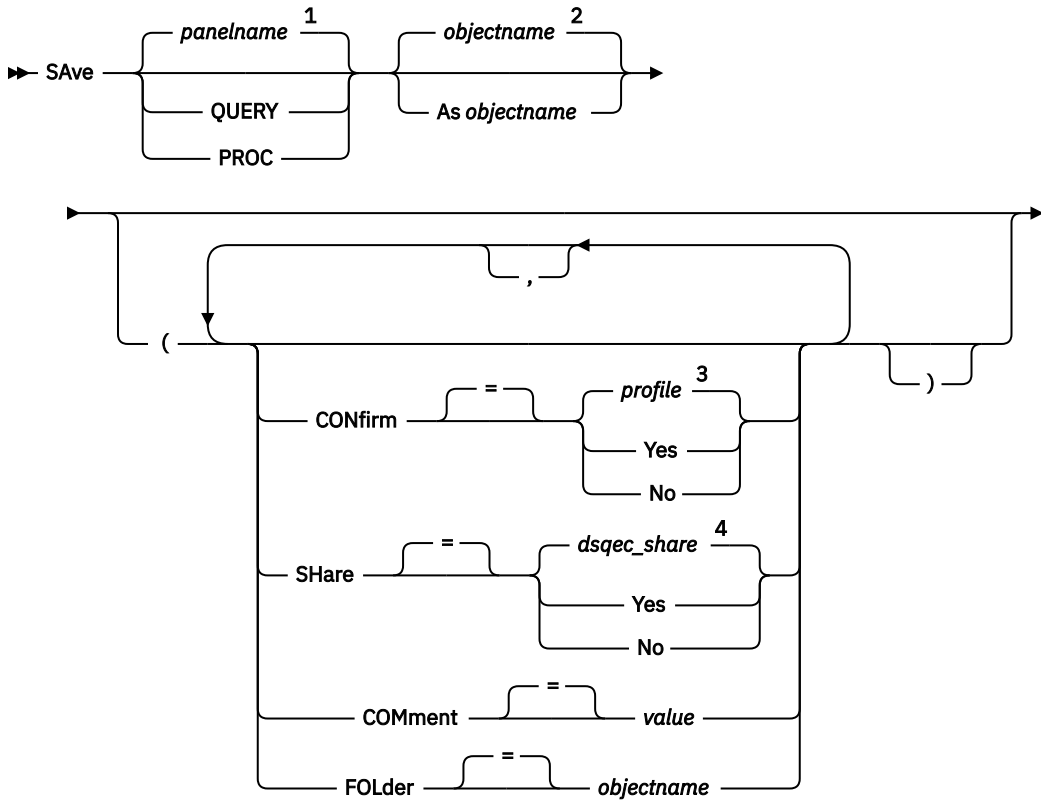 panelname 1
objectname 2
SAve
QUERY
As objectname
PROC
,
(
)
=
profile 3
CONfirm
Yes
No
=
dsqec_share 4
SHare
Yes
No
=
COMment
value
=
FOLder
objectname